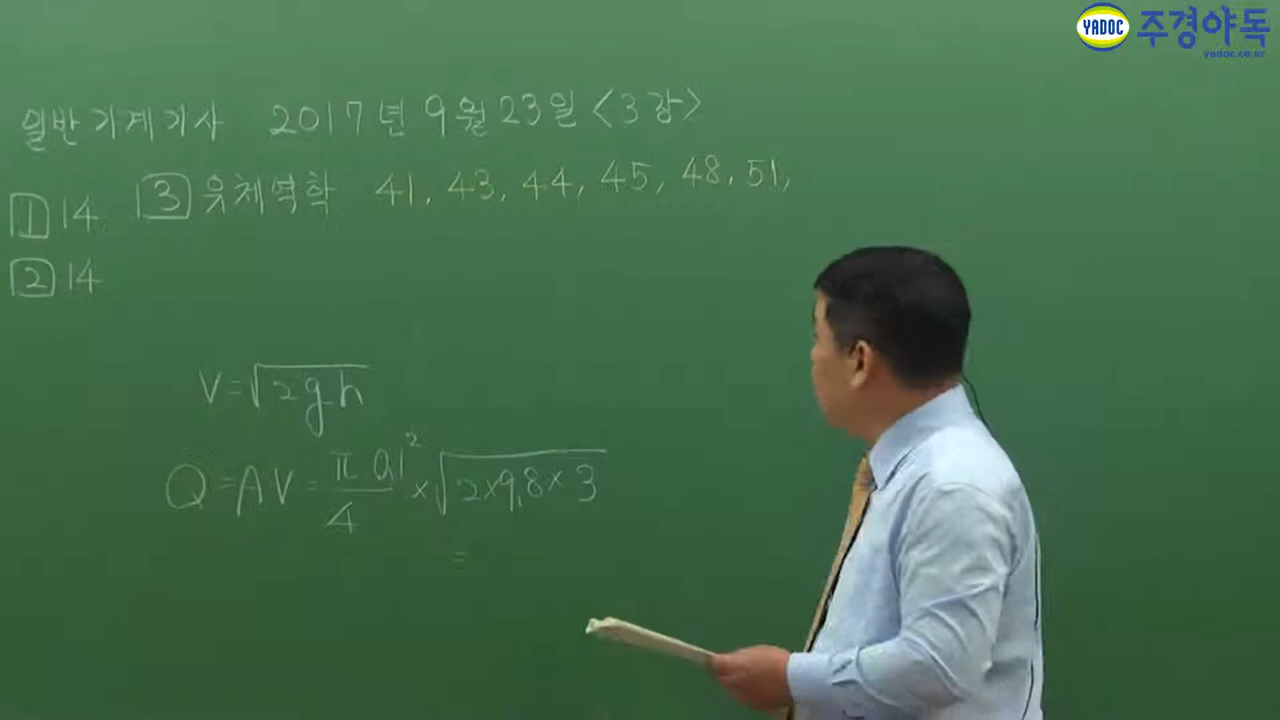 YADOC 주경야독
yadoc.co.kr
일반기계기사 2017년 9월 23일 <3강>
[1] 14 [3] 유체역학 41, 43, 44, 45, 48, 51,
[2] 14
V=√2gh
Q=AV=π 0.1²/4 ×√2×9.8×3
=